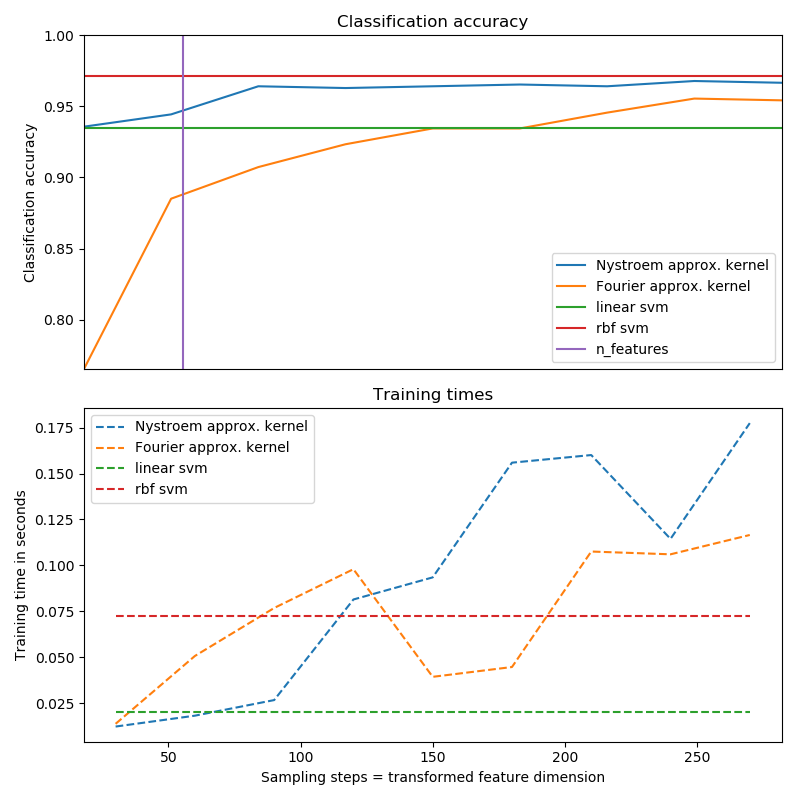 Classification accuracy
1.00
0.95
0.90
0.85
0.80
Classification accuracy
Nystroem approx. kernel
Fourier approx. kernel
linear svm
rbf svm
n_features
Training times
0.175
0.150
0.125
0.100
0.075
0.050
0.025
Training time in seconds
Nystroem approx. kernel
Fourier approx. kernel
linear svm
rbf svm
50
100
150
200
250
Sampling steps = transformed feature dimension